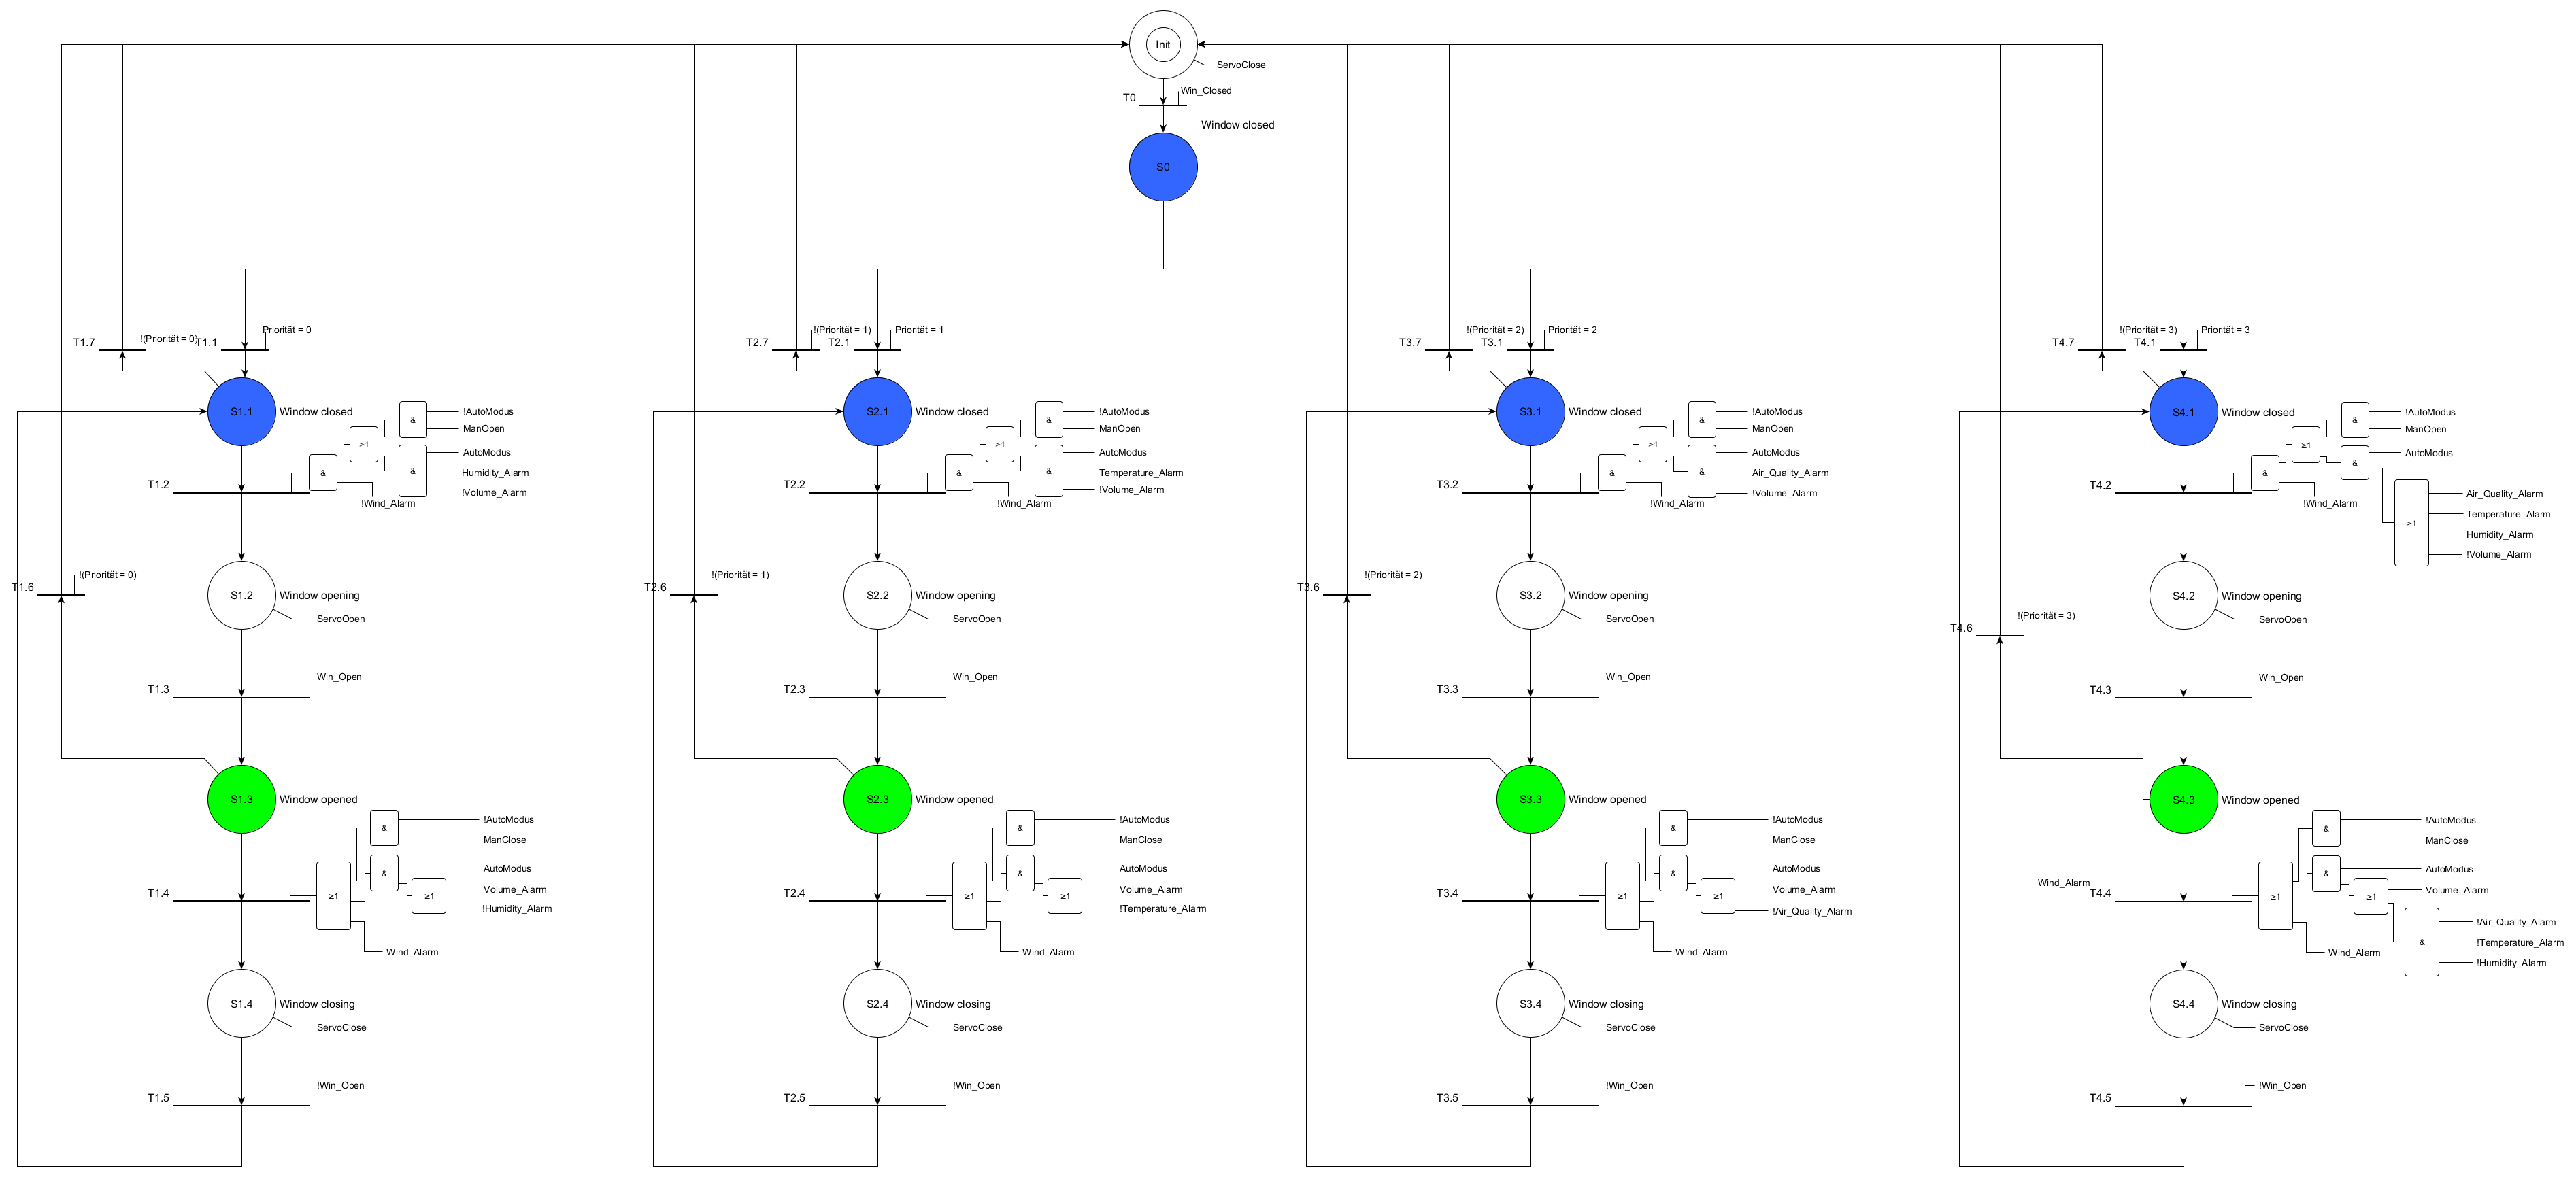 Init
ServoClose
T0
Win_Closed
Window closed
S0
T1.7
!(Priorität = 0)
T1.1
Priorität = 0
S1.1
Window closed
&
!AutoModus
ManOpen
≥1
&
AutoModus
Humidity_Alarm
!Volume_Alarm
&
!Wind_Alarm
T1.2
S1.2
Window opening
ServoOpen
T1.6
!(Priorität = 0)
T1.3
Win_Open
S1.3
Window opened
&
!AutoModus
ManClose
&
AutoModus
≥1
Volume_Alarm
!Humidity_Alarm
≥1
Wind_Alarm
T1.4
S1.4
Window closing
ServoClose
T1.5
!Win_Open
T2.7
!(Priorität = 1)
T2.1
Priorität = 1
S2.1
Window closed
&
!AutoModus
ManOpen
≥1
&
AutoModus
Temperature_Alarm
!Volume_Alarm
&
!Wind_Alarm
T2.2
S2.2
Window opening
ServoOpen
T2.6
!(Priorität = 1)
T2.3
Win_Open
S2.3
Window opened
&
!AutoModus
ManClose
&
AutoModus
≥1
Volume_Alarm
!Temperature_Alarm
≥1
Wind_Alarm
T2.4
S2.4
Window closing
ServoClose
T2.5
!Win_Open
T3.7
!(Priorität = 2)
T3.1
Priorität = 2
S3.1
Window closed
&
!AutoModus
ManOpen
≥1
&
AutoModus
Air_Quality_Alarm
!Volume_Alarm
&
!Wind_Alarm
T3.2
S3.2
Window opening
ServoOpen
T3.6
!(Priorität = 2)
T3.3
Win_Open
S3.3
Window opened
&
!AutoModus
ManClose
&
AutoModus
≥1
Volume_Alarm
!Air_Quality_Alarm
≥1
Wind_Alarm
T3.4
S3.4
Window closing
ServoClose
T3.5
!Win_Open
T4.7
!(Priorität = 3)
T4.1
Priorität = 3
S4.1
Window closed
&
!AutoModus
ManOpen
≥1
&
AutoModus
&
!Wind_Alarm
≥1
Air_Quality_Alarm
Temperature_Alarm
Humidity_Alarm
!Volume_Alarm
T4.2
S4.2
Window opening
ServoOpen
T4.6
!(Priorität = 3)
T4.3
Win_Open
S4.3
Window opened
&
!AutoModus
ManClose
&
AutoModus
≥1
Volume_Alarm
≥1
Wind_Alarm
T4.4
Wind_Alarm
&
!Air_Quality_Alarm
!Temperature_Alarm
!Humidity_Alarm
S4.4
Window closing
ServoClose
T4.5
!Win_Open